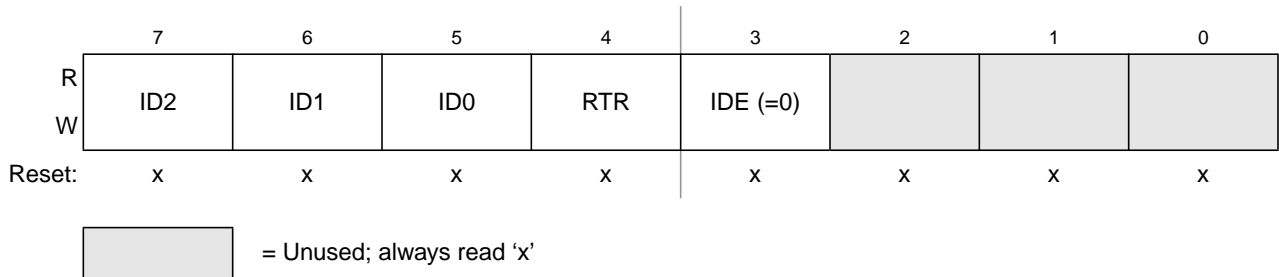 7 6 5 4 3 2 1 0
R
W
ID2 ID1 ID0 RTR IDE (=0)
Reset: x x x x x x x x
= Unused; always read ‘x’